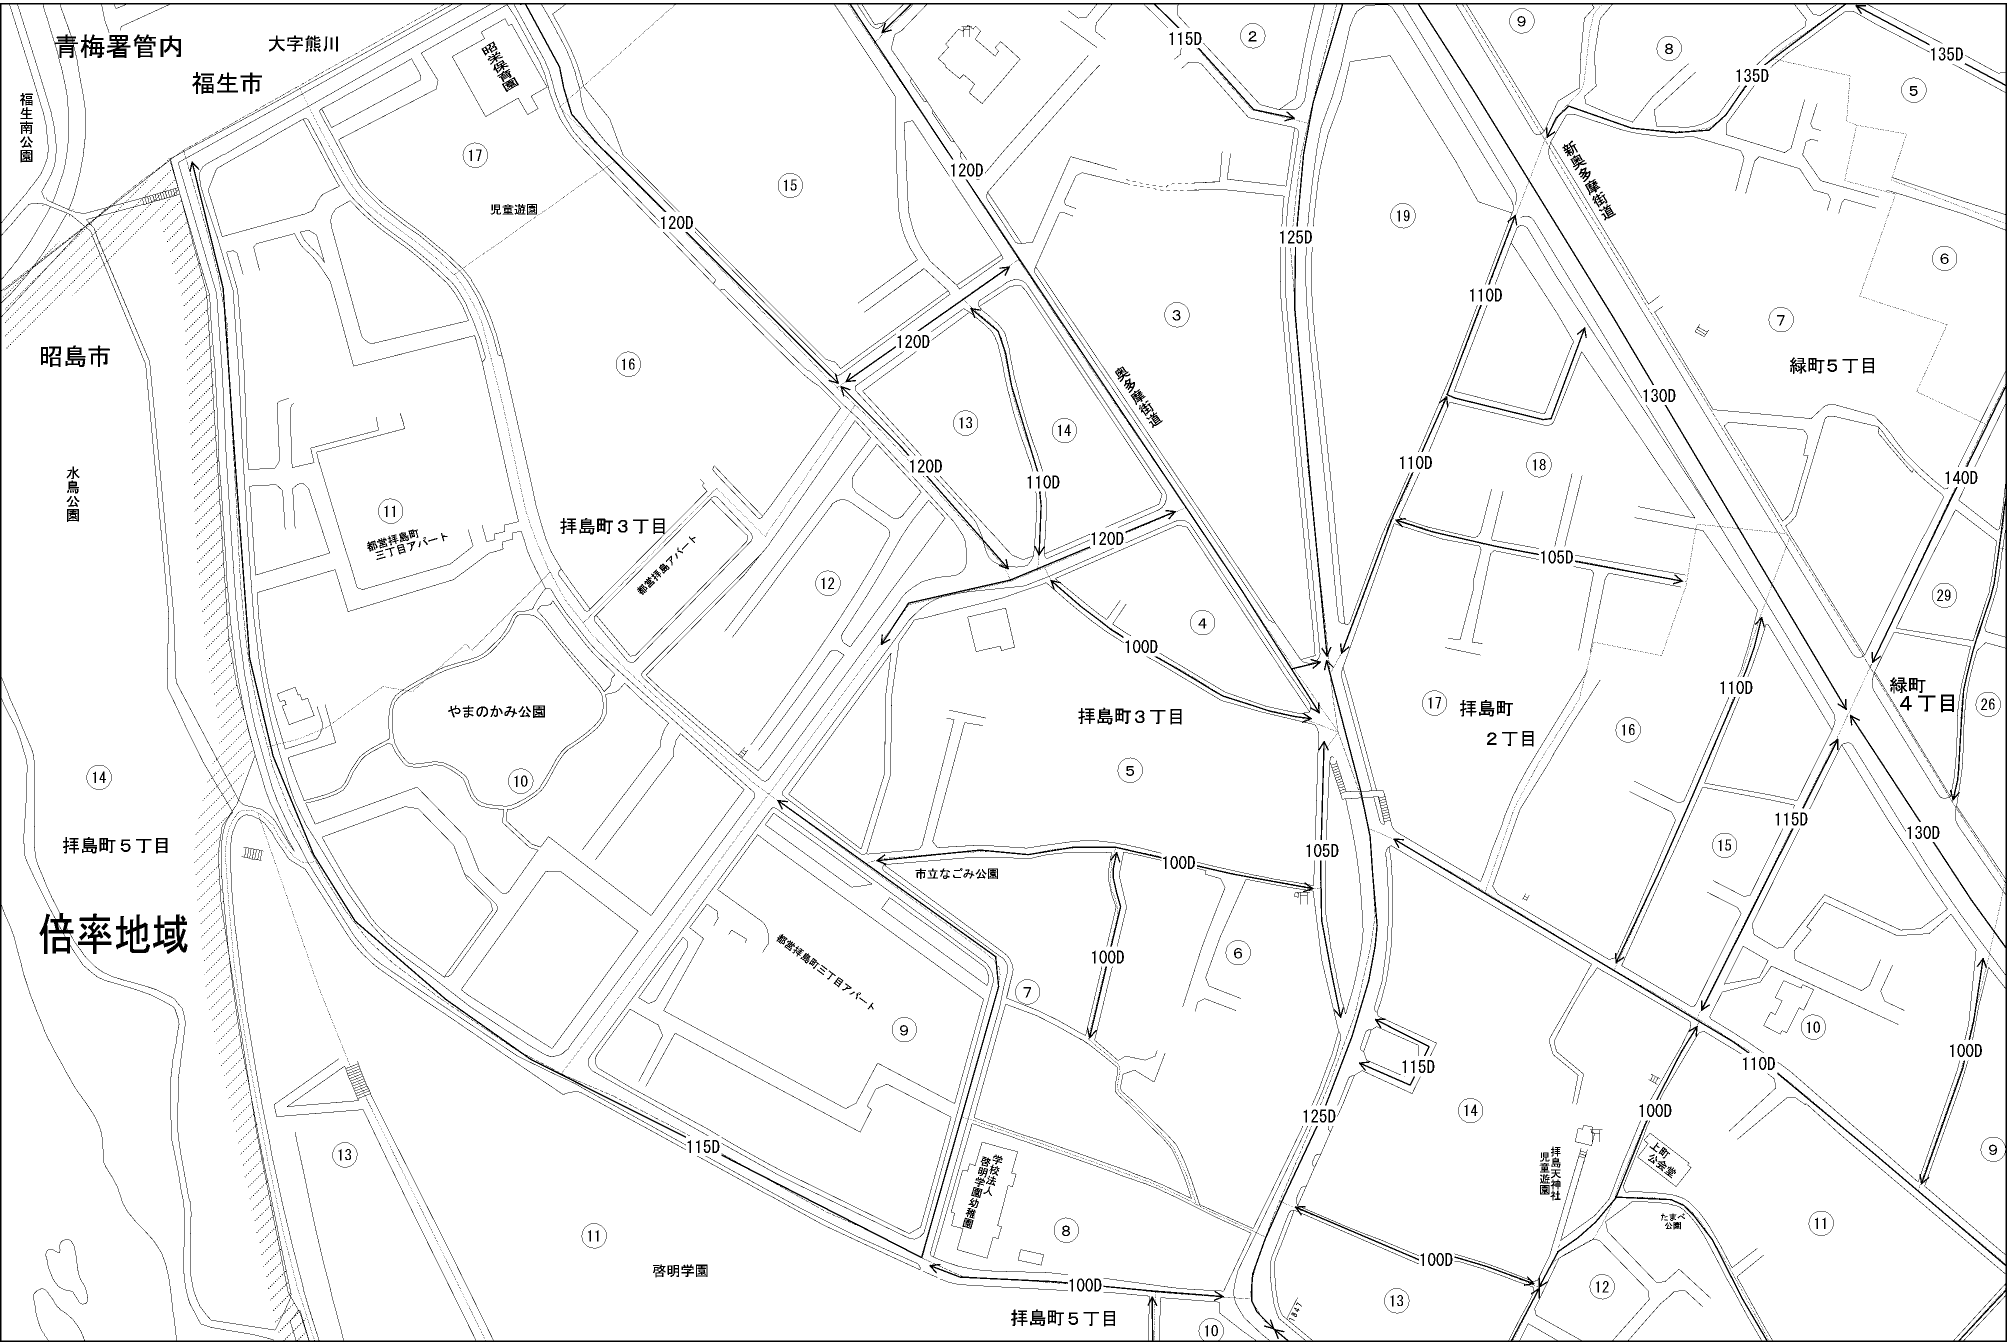 青梅署管内
大字熊川
福生市
福生南公園
昭栄保育園
17
児童遊園
15
120D
120D
115D
2
9
8
135D
135D
5
新奥多摩街道
19
125D
6
110D
昭島市
16
120D
3
奥多摩街道
7
緑町5丁目
130D
水鳥公園
11
都営拝島町
三丁目アパート
拝島町3丁目
都営拝島アパート
13
14
120D
110D
110D
18
140D
12
120D
105D
29
4
100D
やまのかみ公園
10
拝島町3丁目
17
拝島町
2丁目
110D
16
緑町
4丁目
26
14
拝島町5丁目
倍率地域
5
市立なごみ公園
100D
105D
115D
15
130D
都営拝島町三丁目アパート
9
7
100D
6
10
100D
115D
110D
13
115D
学校法人
啓明学園幼稚園
125D
14
100D
上町
公会堂
拝島天神社
児童遊園
9
11
啓明学園
8
100D
拝島町5丁目
10
100D
13
1847
たまべ
公園
12
11